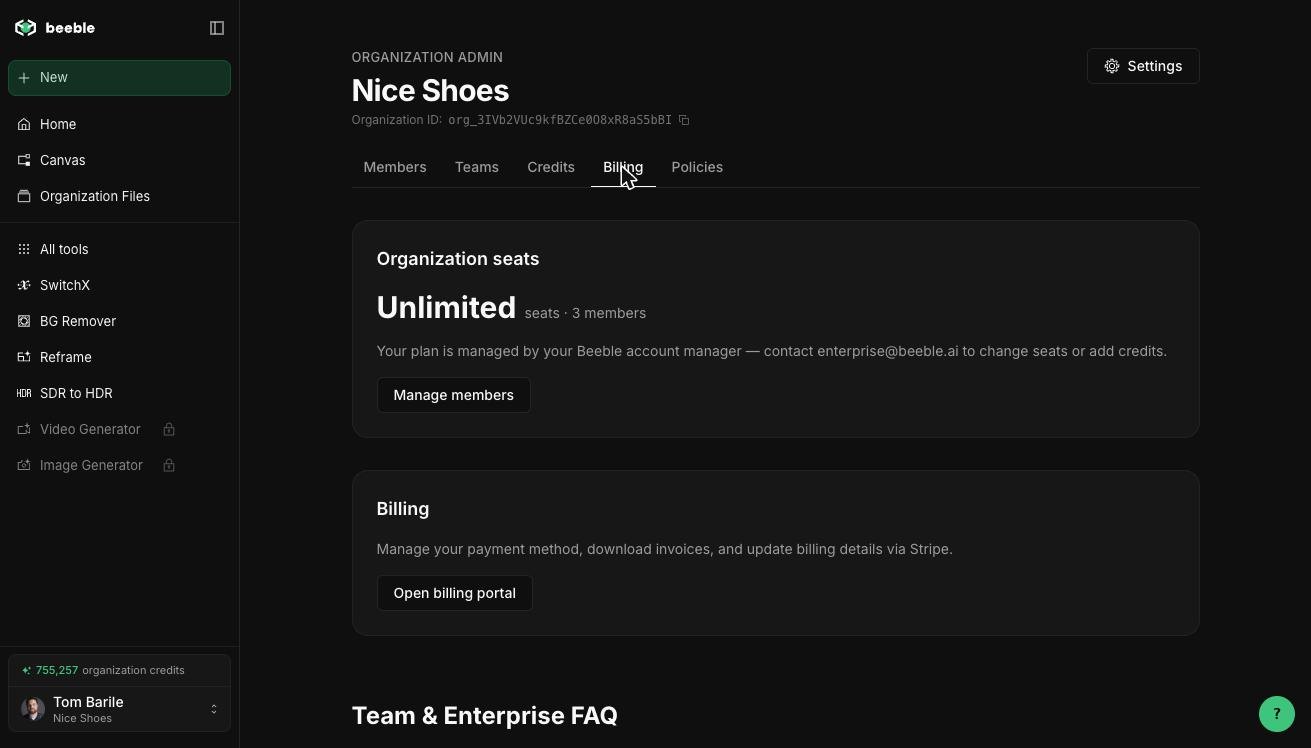 beeble
New
Home
Canvas
Organization Files
All tools
SwitchX
BG Remover
Reframe
HDR SDR to HDR
Video Generator
Image Generator
755,257 organization credits
Tom Barile
Nice Shoes
ORGANIZATION ADMIN
Nice Shoes
Settings
Organization ID: org_3IVb2VUc9kfBZCe0O8xR8aS5bBI
Members Teams Credits Billing Policies
Organization seats
Unlimited seats · 3 members
Your plan is managed by your Beeble account manager — contact enterprise@beeble.ai to change seats or add credits.
Manage members
Billing
Manage your payment method, download invoices, and update billing details via Stripe.
Open billing portal
Team & Enterprise FAQ
?